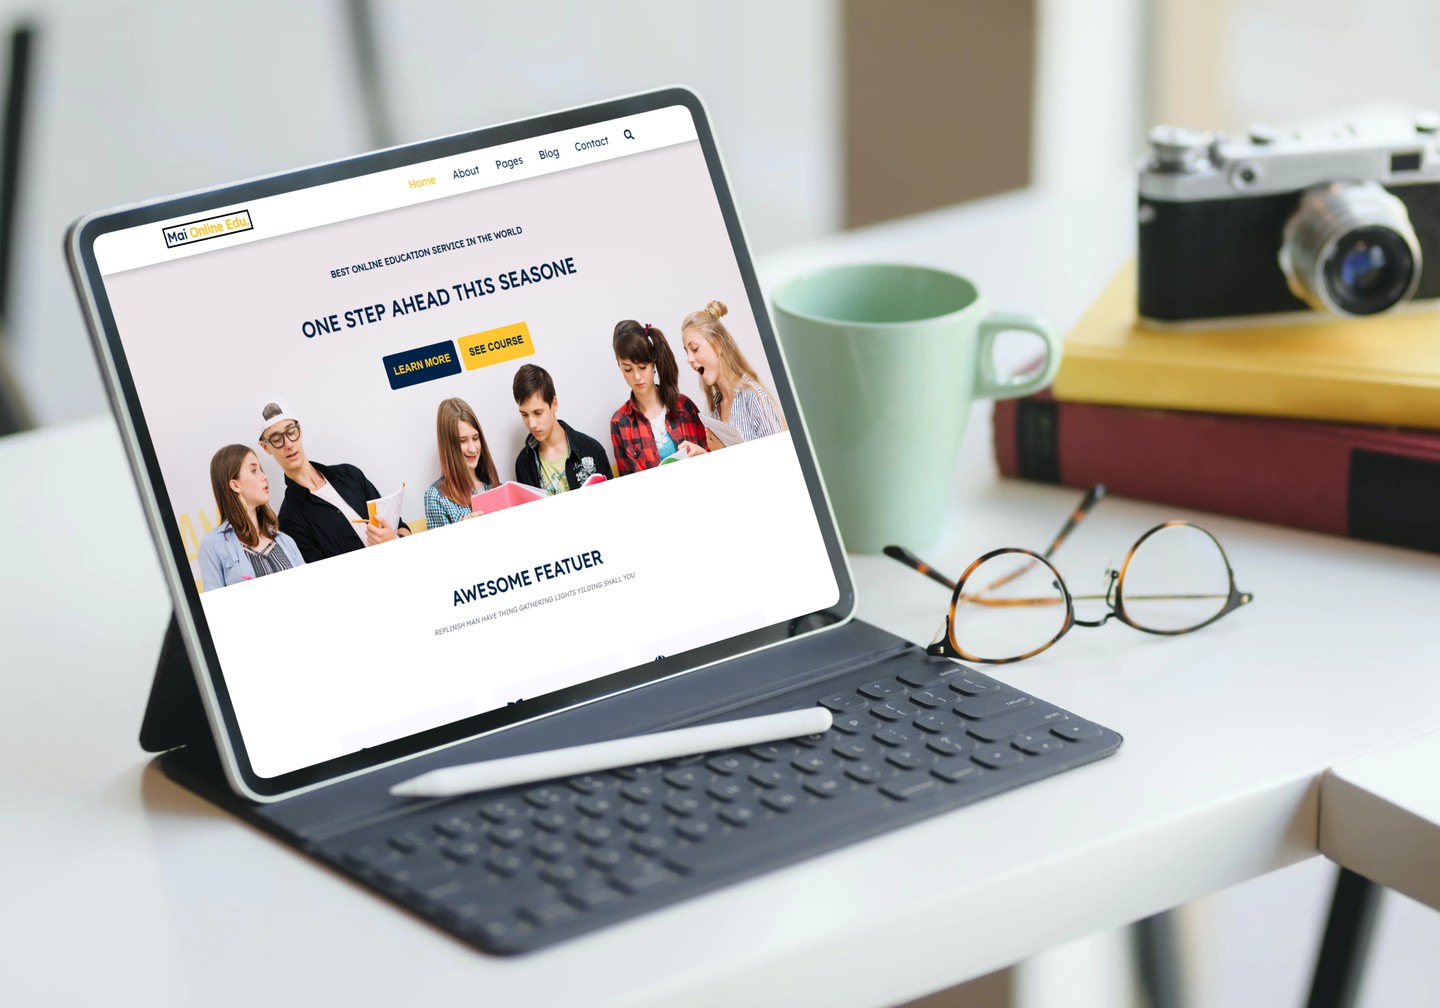 Mai Online Edu.
Home About Pages Blog Contact
BEST ONLINE EDUCATION SERVICE IN THE WORLD
ONE STEP AHEAD THIS SEASONE
LEARN MORE SEE COURSE
AWESOME FEATUER
REPLINSH MAN HAVE THING GATHERING LIGHTS YILDING SHALL YOU